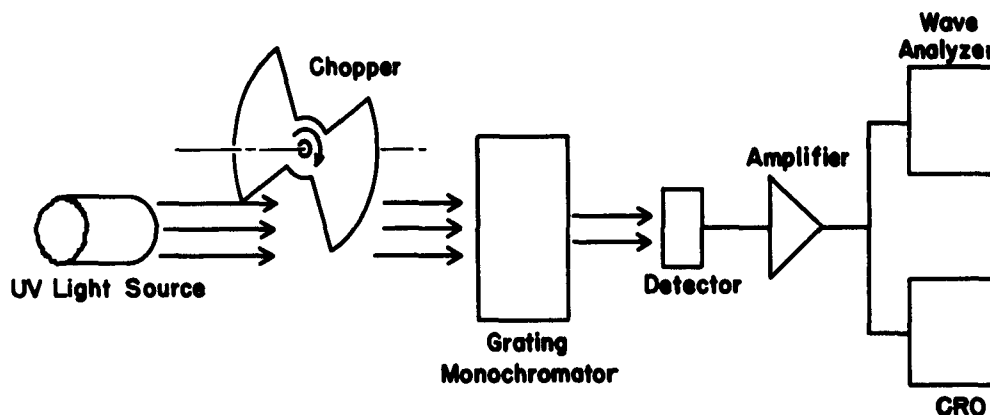 Wave
Analyzer
Chopper
Amplifier
UV Light Source
Detector
Grating
Monochromator
CRO